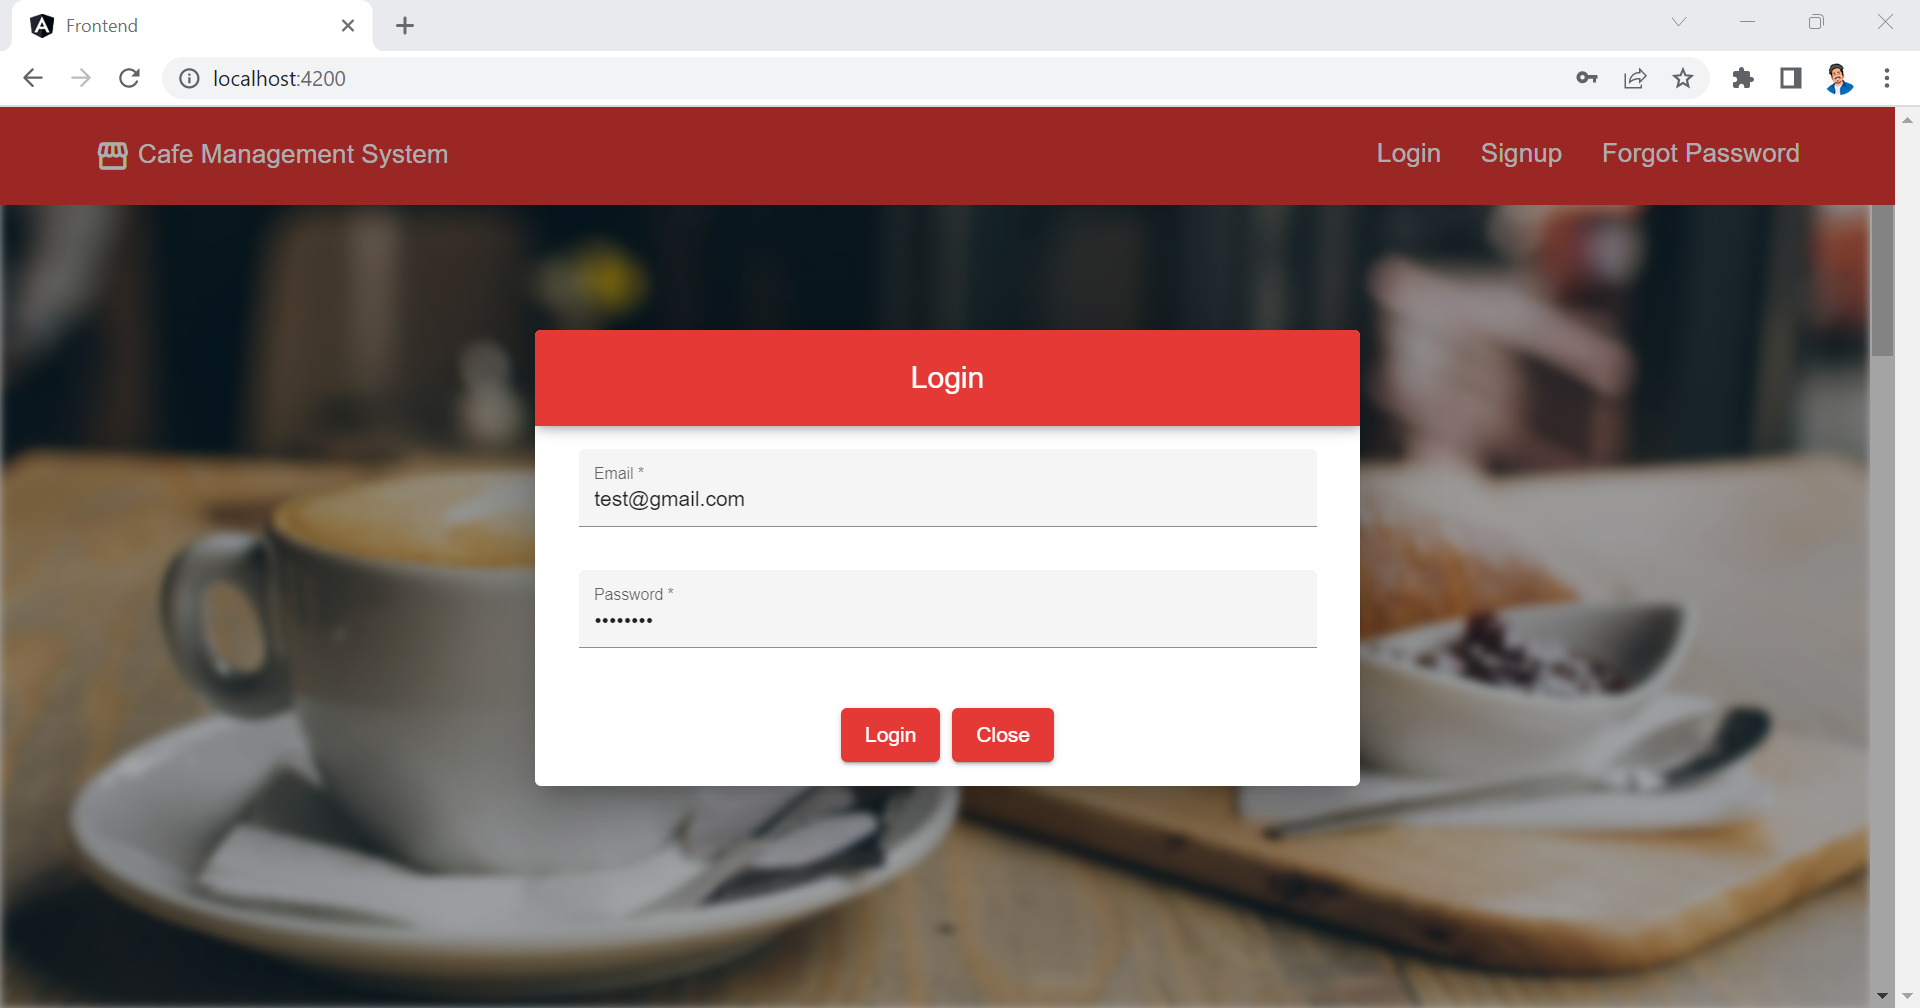 Frontend
localhost:4200
Cafe Management System
Login
Signup
Forgot Password
Login
Email *
test@gmail.com
Password *
••••••••
Login
Close